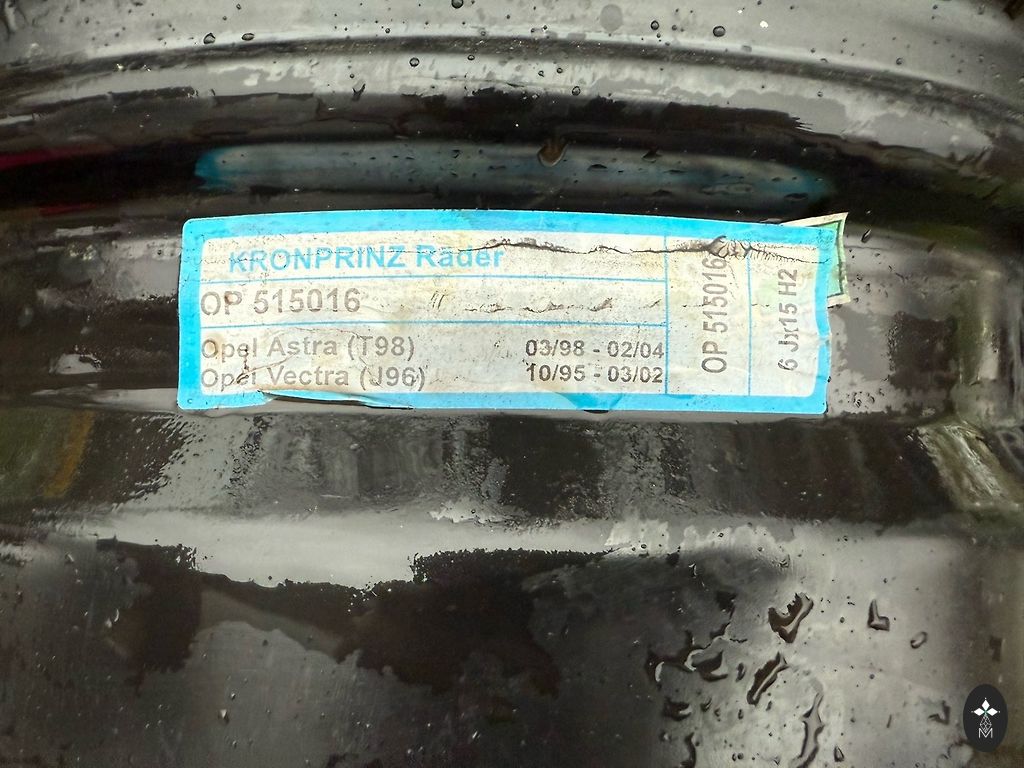 KRONPRINZ Räder
OP 515016
Opel Astra (T98) 03/98 - 02/04
Opel Vectra (J96) 10/95 - 03/02
OP 515016
6 Jx15 H2
M